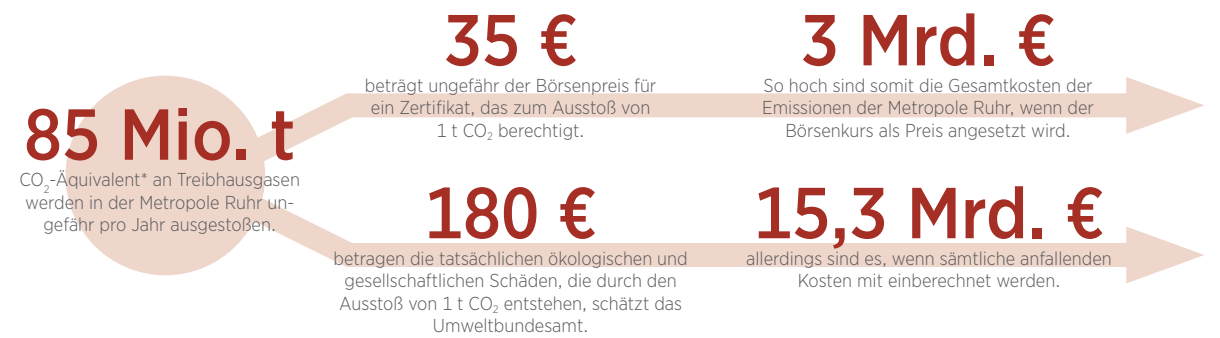 85 Mio. t
CO₂-Äquivalent* an Treibhausgasen
werden in der Metropole Ruhr un-
gefähr pro Jahr ausgestoßen.
35 €
beträgt ungefähr der Börsenpreis für
ein Zertifikat, das zum Ausstoß von
1 t CO₂ berechtigt.
3 Mrd. €
So hoch sind somit die Gesamtkosten der
Emissionen der Metropole Ruhr, wenn der
Börsenkurs als Preis angesetzt wird.
180 €
betragen die tatsächlichen ökologischen und
gesellschaftlichen Schäden, die durch den
Ausstoß von 1 t CO₂ entstehen, schätzt das
Umweltbundesamt.
15,3 Mrd. €
allerdings sind es, wenn sämtliche anfallenden
Kosten mit einberechnet werden.